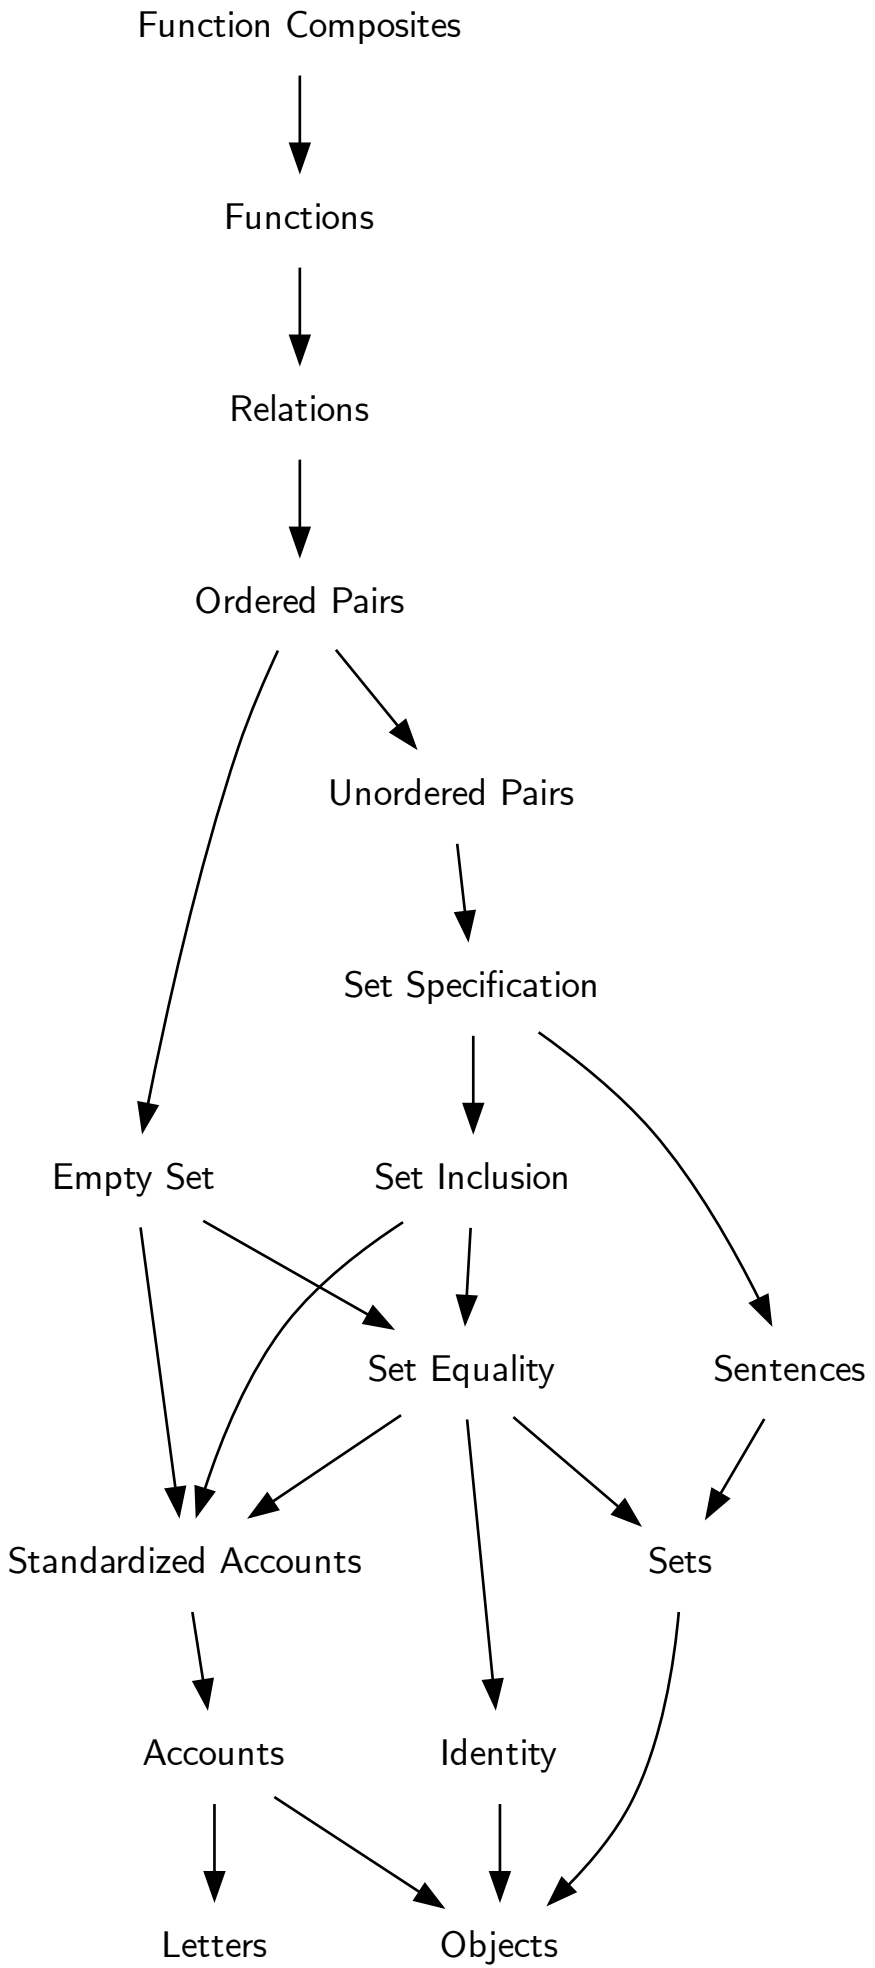 Function Composites
Functions
Relations
Ordered Pairs
Unordered Pairs
Set Specification
Empty Set
Set Inclusion
Set Equality
Sentences
Standardized Accounts
Sets
Accounts
Identity
Letters
Objects